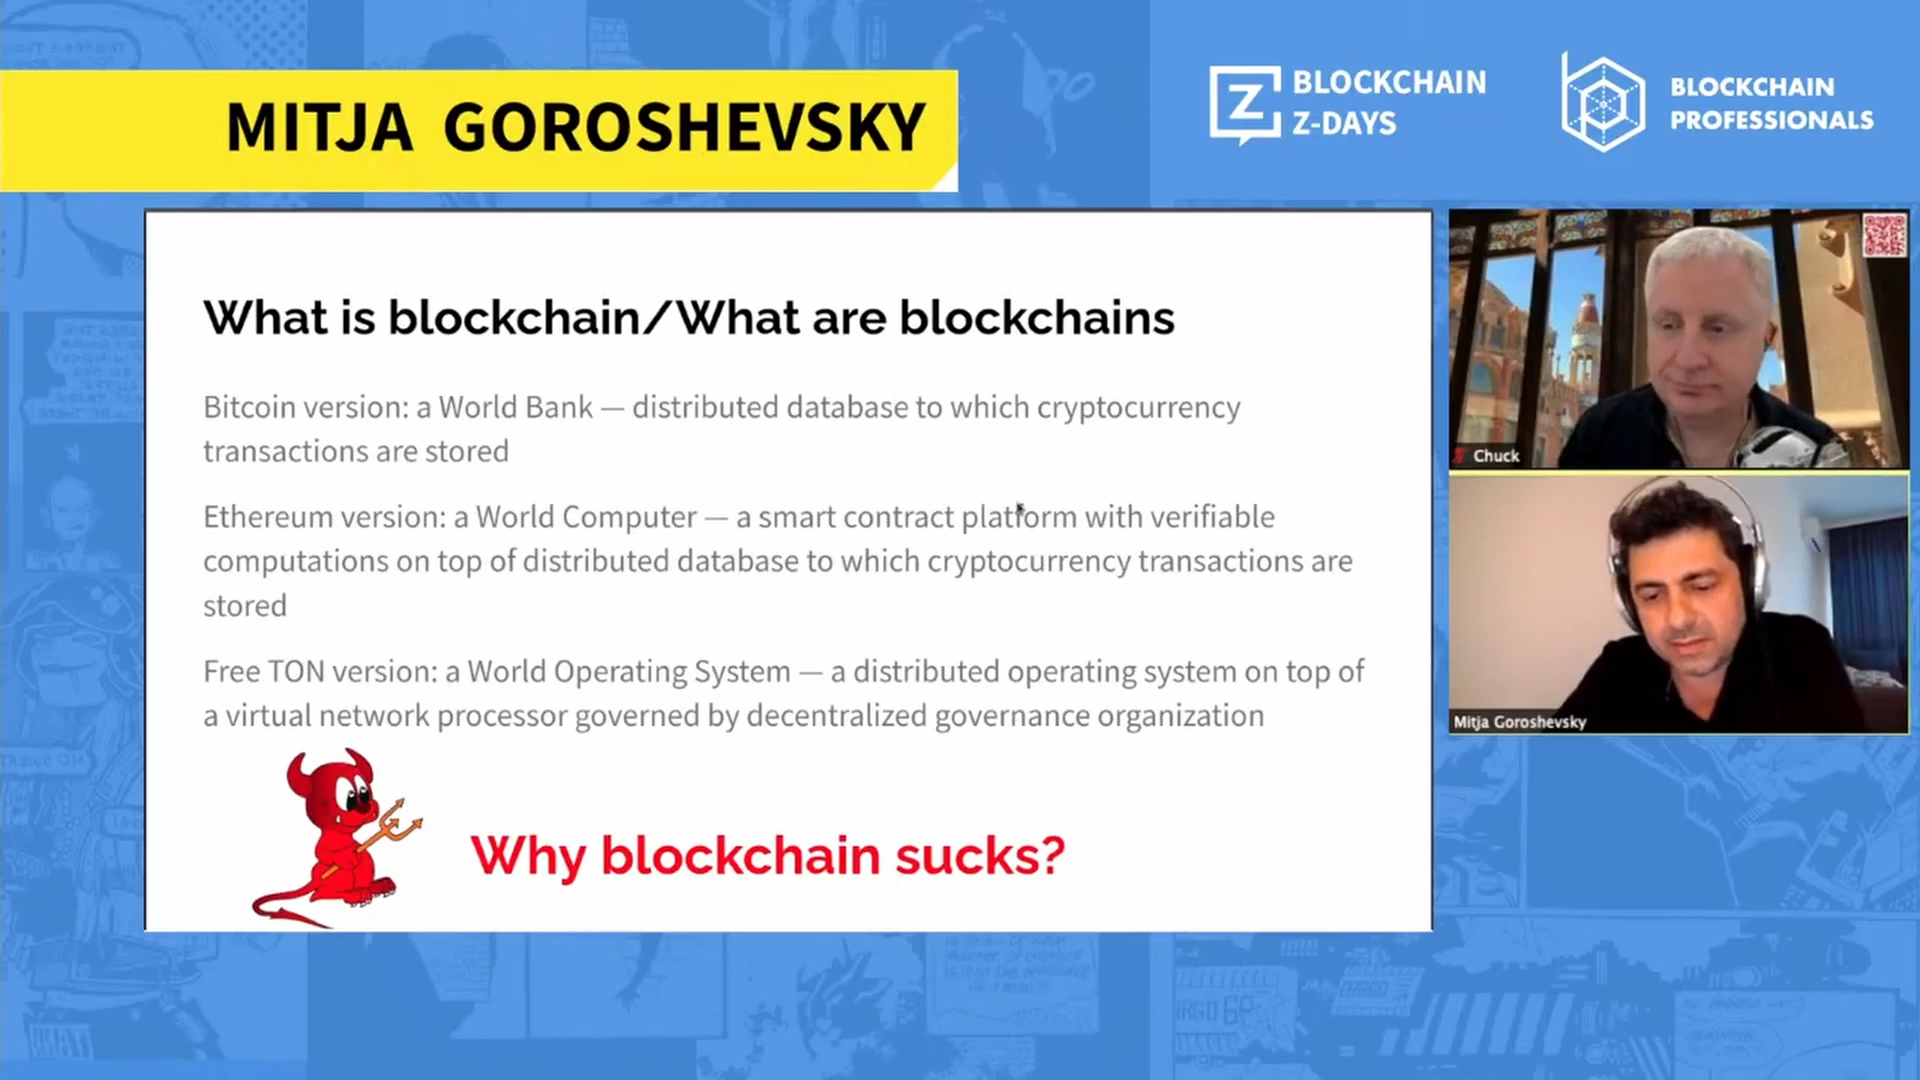 MITJA GOROSHEVSKY
BLOCKCHAIN
Z-DAYS
BLOCKCHAIN
PROFESSIONALS
What is blockchain/What are blockchains
Bitcoin version: a World Bank — distributed database to which cryptocurrency
transactions are stored
Ethereum version: a World Computer — a smart contract platform with verifiable
computations on top of distributed database to which cryptocurrency transactions are
stored
Free TON version: a World Operating System — a distributed operating system on top of
a virtual network processor governed by decentralized governance organization
Why blockchain sucks?
Chuck
Mitja Goroshevsky